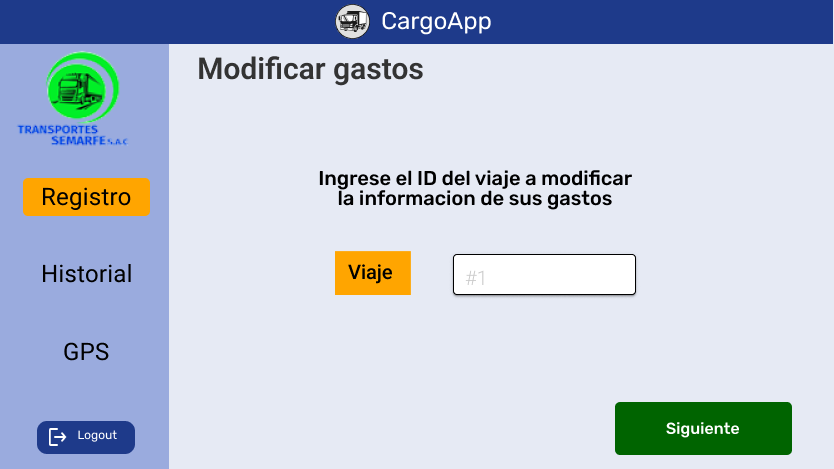 CargoApp
TRANSPORTES
SEMARFE S.A.C
Registro
Historial
GPS
Logout
Modificar gastos
Ingrese el ID del viaje a modificar
la informacion de sus gastos
Viaje
#1
Siguiente